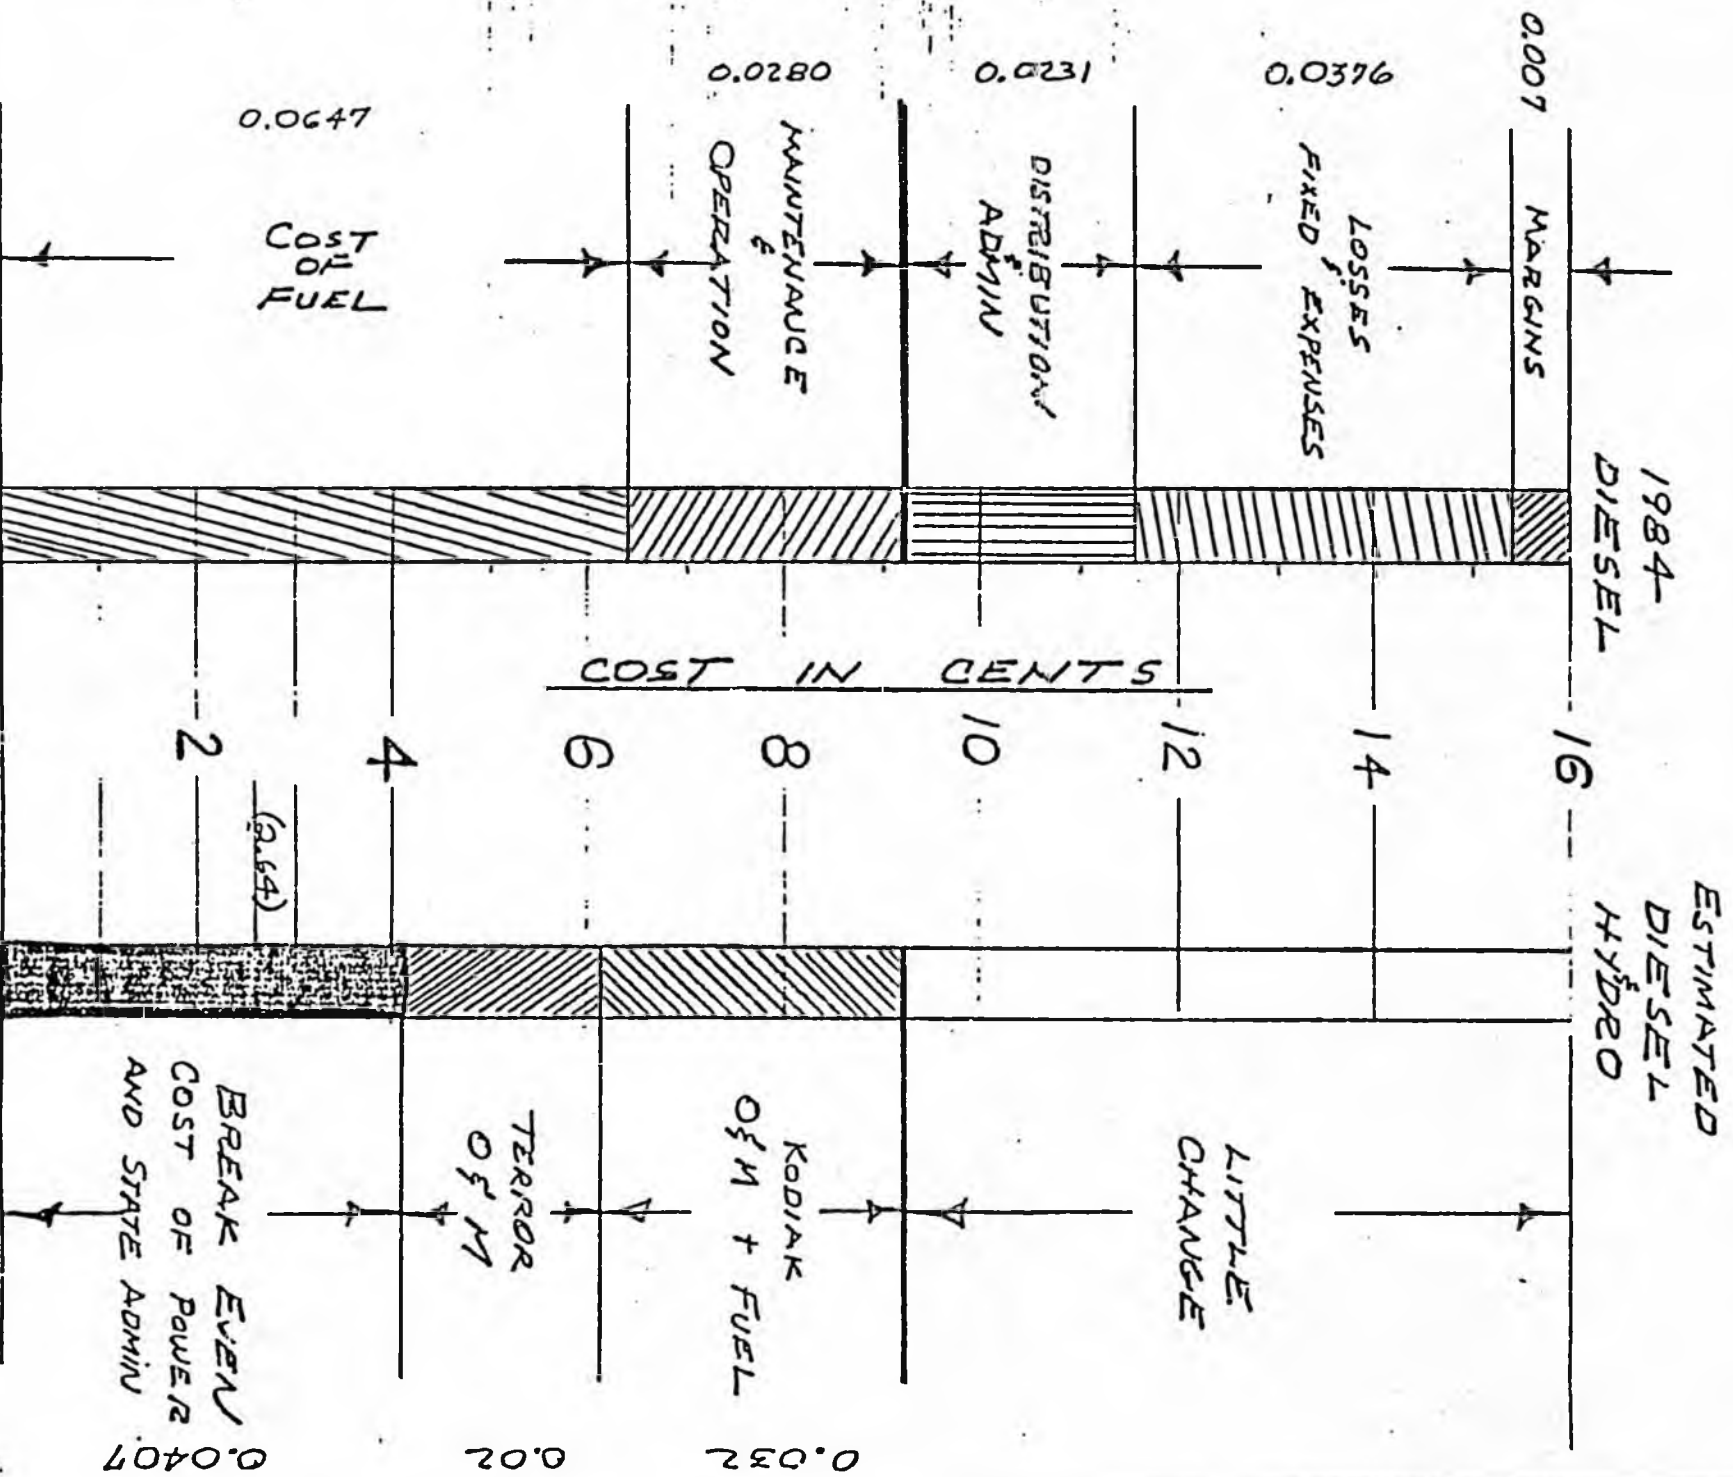 1984
DIESEL
0.007
MARGINS
0.0376
LOSSES
&
FIXED EXPENSES
0.0231
DISTRIBUTION
&
ADMIN
0.0280
MAINTENANCE
&
OPERATION
0.0647
COST
OF
FUEL
COST IN CENTS
16
14
12
10
8
6
4
2
(2.64)
ESTIMATED
DIESEL
&
HYDRO
LITTLE
CHANGE
KODIAK
O&M + FUEL
0.032
TERROR
O&M
0.02
BREAK EVEN
COST OF POWER
AND STATE ADMIN
0.0407